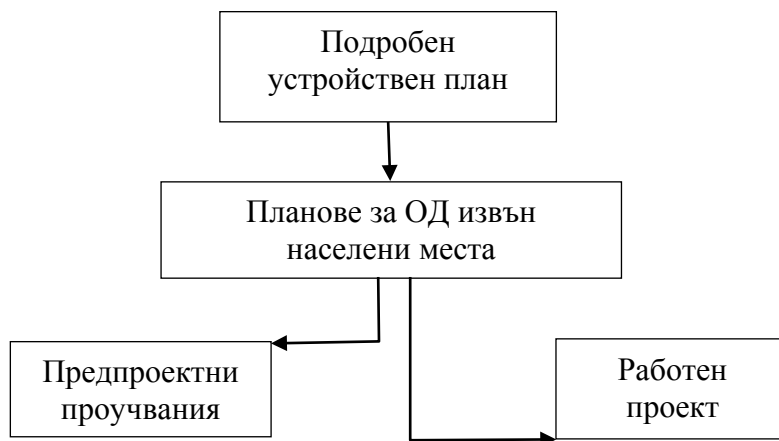 Подробен
устройствен план
Планове за ОД извън
населени места
Предпроектни
проучвания
Работен
проект